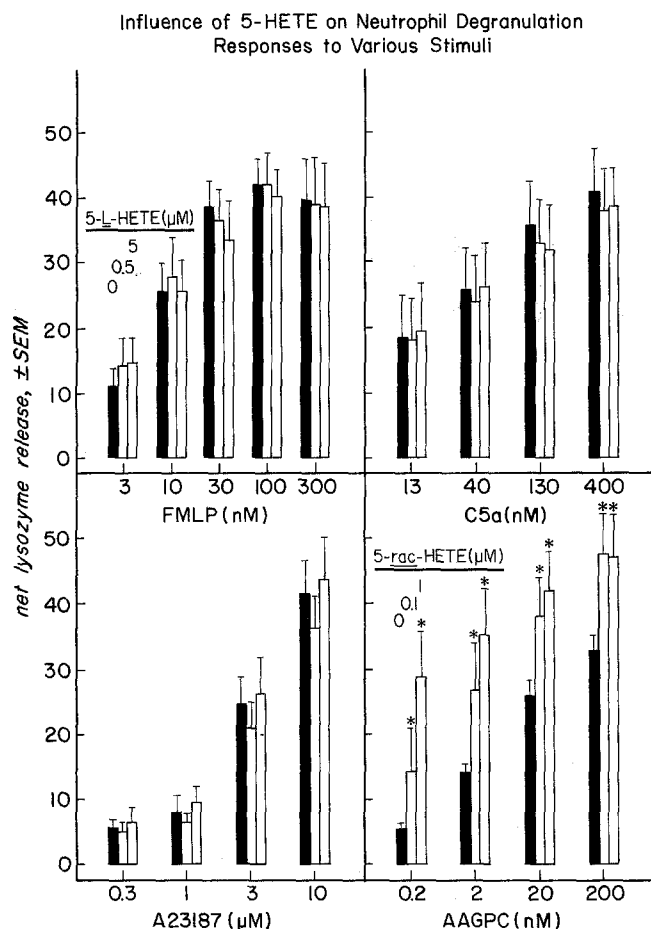 Influence of 5-HETE on Neutrophil Degranulation
Responses to Various Stimuli
net lysozyme release, ±SEM
50
40
30
20
10
0
5-L-HETE(μM)
5
0.5
0
3 10 30 100 300
FMLP(nM)
13 40 130 400
C5a(nM)
50
40
30
20
10
0
0.3 1 3 10
A23187(μM)
5-rac-HETE(μM)
1
0.1
0
* * * * * * **
0.2 2 20 200
AAGPC(nM)